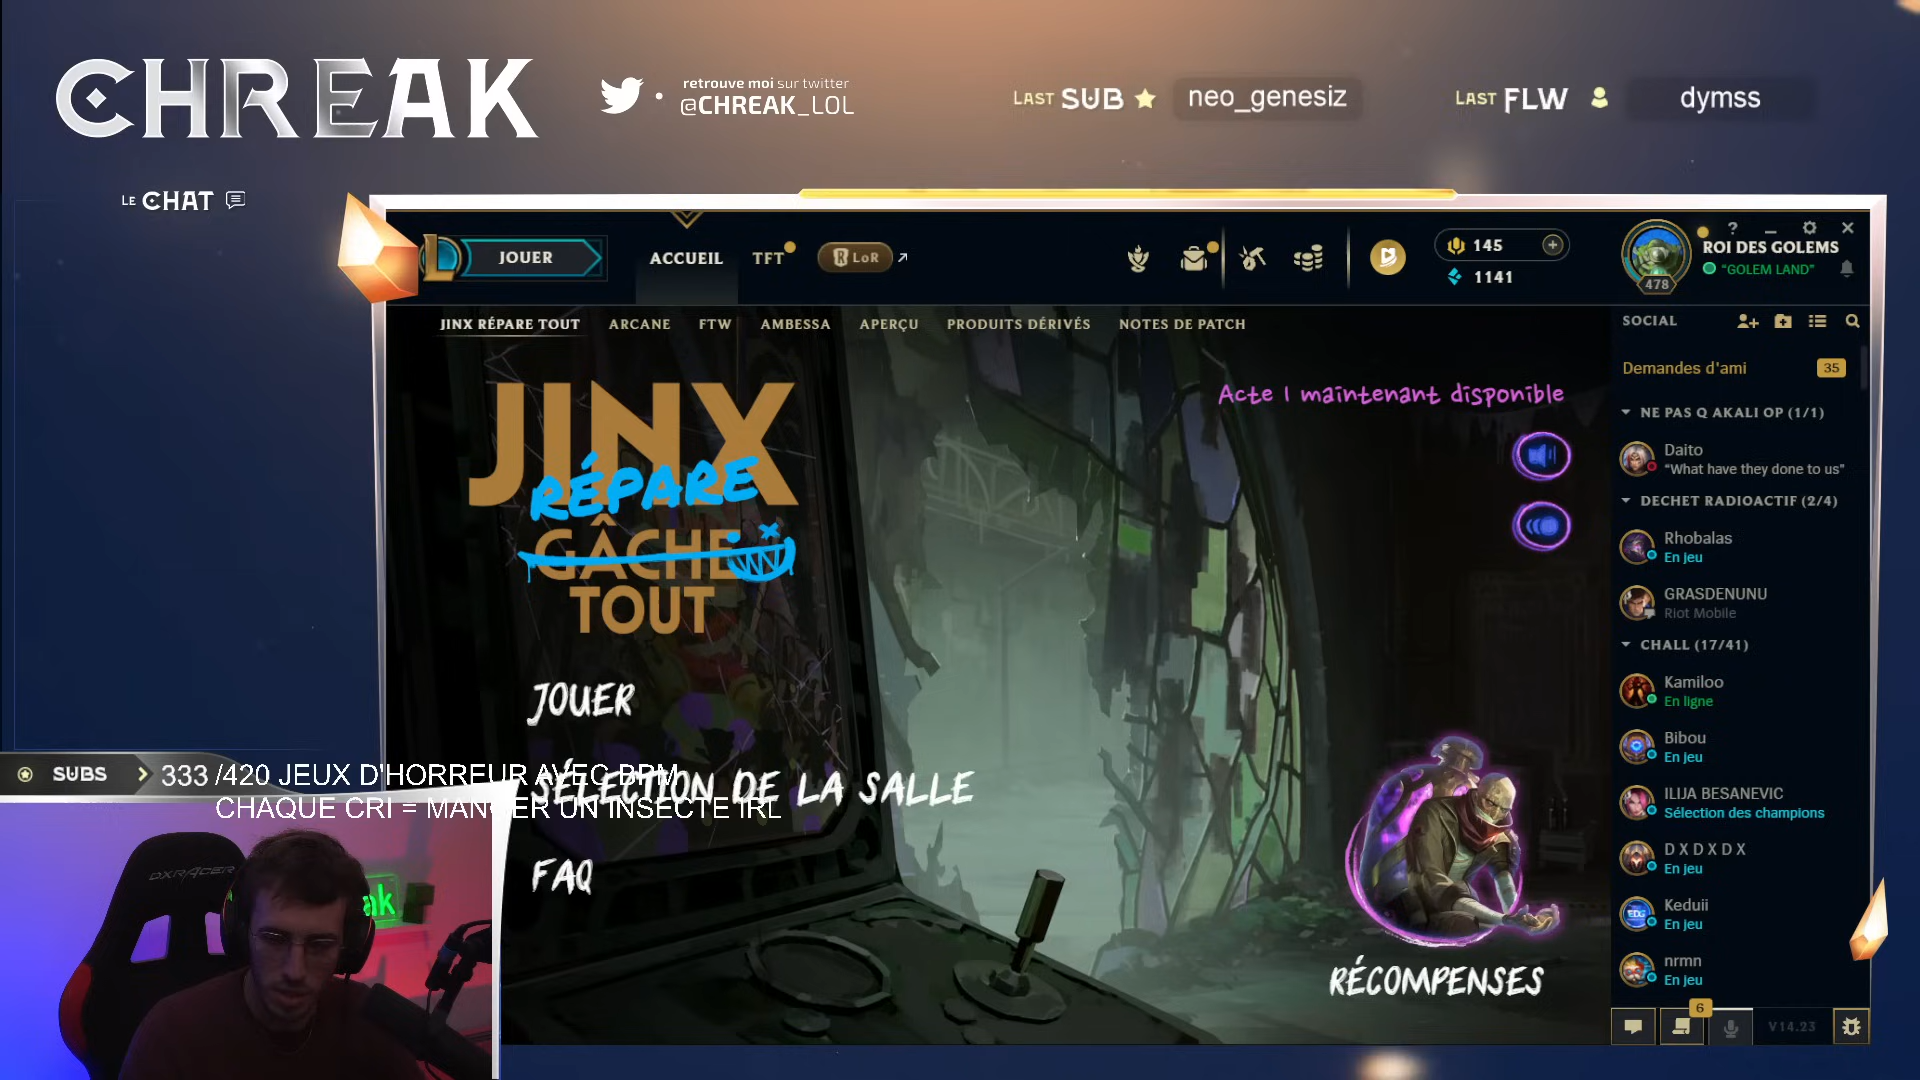 CHREAK
retrouve moi sur twitter
@CHREAK_LOL
LAST SUB
neo_genesiz
LAST FLW
dymss
LE CHAT
JOUER
ACCUEIL
TFT
LoR
145
1141
478
?
ROI DES GOLEMS
"GOLEM LAND"
JINX RÉPARE TOUT
ARCANE
FTW
AMBESSA
APERÇU
PRODUITS DÉRIVÉS
NOTES DE PATCH
SOCIAL
Demandes d'ami
35
NE PAS Q AKALI OP (1/1)
Daito
"What have they done to us"
DECHET RADIOACTIF (2/4)
Rhobalas
En jeu
GRASDENUNU
Riot Mobile
CHALL (17/41)
Kamiloo
En ligne
Bibou
En jeu
ILIJA BESANEVIC
Sélection des champions
D X D X D X
En jeu
Keduii
En jeu
nrmn
En jeu
6
V14.23
JINX
RÉPARE
GÂCHE
TOUT
Acte I maintenant disponible
JOUER
SÉLECTION DE LA SALLE
FAQ
RÉCOMPENSES
SUBS
333 /420 JEUX D'HORREUR AVEC BPM
CHAQUE CRI = MANGER UN INSECTE IRL
DXRACER
ak